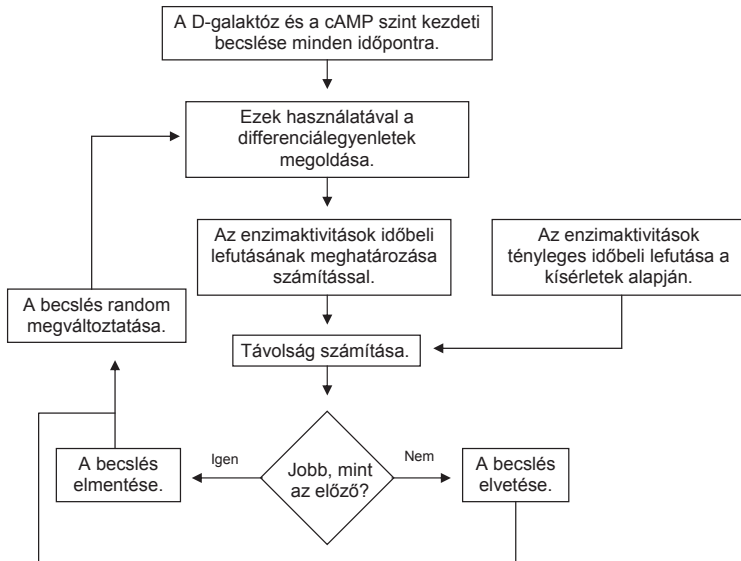 A D-galaktóz és a cAMP szint kezdeti
becslése minden időpontra.
Ezek használatával a
differenciálegyenletek
megoldása.
Az enzimaktivitások időbeli
lefutásának meghatározása
számítással.
Az enzimaktivitások
tényleges időbeli lefutása a
kísérletek alapján.
A becslés random
megváltoztatása.
Távolság számítása.
Igen
Jobb, mint
az előző?
Nem
A becslés
elmentése.
A becslés
elvetése.